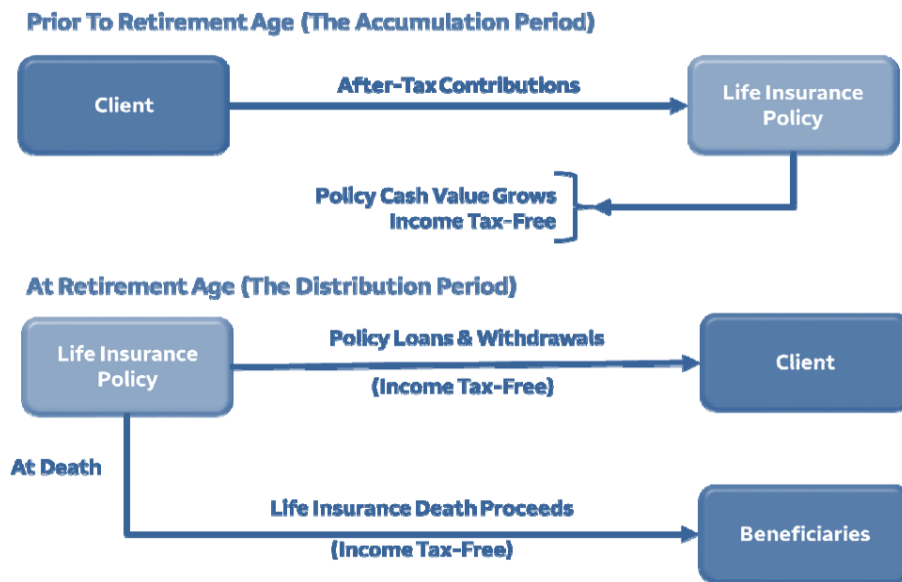 Prior To Retirement Age (The Accumulation Period)
Client
After-Tax Contributions
Life Insurance
Policy
Policy Cash Value Grows
Income Tax-Free
At Retirement Age (The Distribution Period)
Life Insurance
Policy
Policy Loans & Withdrawals
(Income Tax-Free)
Client
At Death
Life Insurance Death Proceeds
(Income Tax-Free)
Beneficiaries